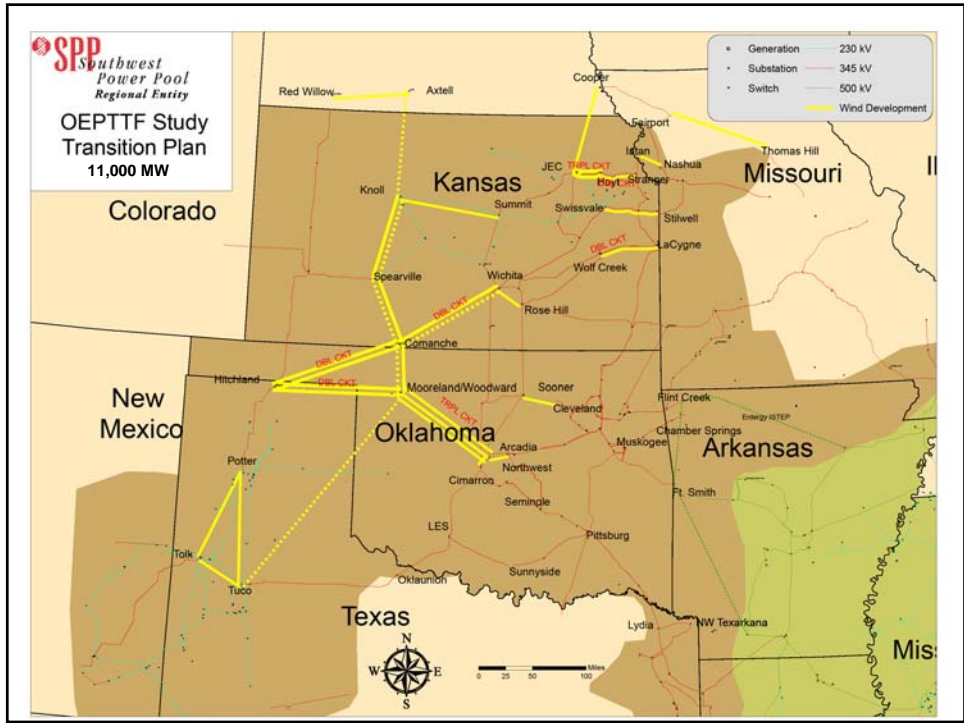 SPP
Southwest
Power Pool
Regional Entity
OEPTTF Study
Transition Plan
11,000 MW
Generation
Substation
Switch
230 kV
345 kV
500 kV
Wind Development
Red Willow
Axtell
Cooper
Fairport
Thomas Hill
Iatan
Nashua
Missouri
JEC
TRPL CKT
Hoyt
Stranger
Colorado
Kansas
Knoll
Summit
Swissvale
Stilwell
DBL CKT
LaCygne
Wolf Creek
Spearville
Wichita
DBL CKT
Rose Hill
Comanche
DBL CKT
Hitchland
DBL CKT
Mooreland/Woodward
Sooner
Cleveland
Flint Creek
Entergy ISTEP
New
Mexico
Oklahoma
TRPL CKT
Chamber Springs
Muskogee
Arkansas
Arcadia
Northwest
Cimarron
Potter
Ft. Smith
Seminole
LES
Pittsburg
Tolk
Tuco
Oklaunion
Sunnyside
Texas
Lydia
NW Texarkana
Miss
N
W
E
S
0 25 50 100
Miles